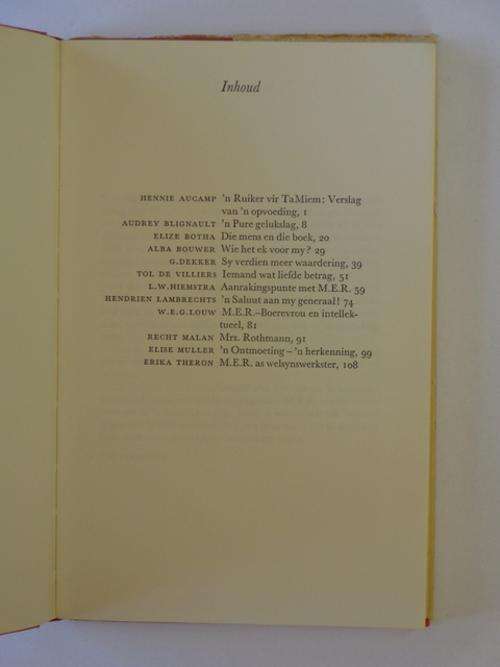 Inhoud
HENNIE AUCAMP 'n Ruiker vir TaMiem: Verslag
van 'n opvoeding, 1
AUDREY BLIGNAULT 'n Pure gelukslag, 8
ELIZE BOTHA Die mens en die boek, 20
ALBA BOUWER Wie het ek voor my? 29
G.DEKKER Sy verdien meer waardering, 39
TOL DE VILLIERS Iemand wat liefde betrag, 51
L.W.HIEMSTRA Aanrakingspunte met M.E.R. 59
HENDRIEN LAMBRECHTS 'n Saluut aan my generaal! 74
W.E.G.LOUW M.E.R.–Boerevrou en intellek-
tueel, 81
RECHT MALAN Mrs. Rothmann, 91
ELISE MULLER 'n Ontmoeting – 'n herkenning, 99
ERIKA THERON M.E.R. as welsynswerkster, 108